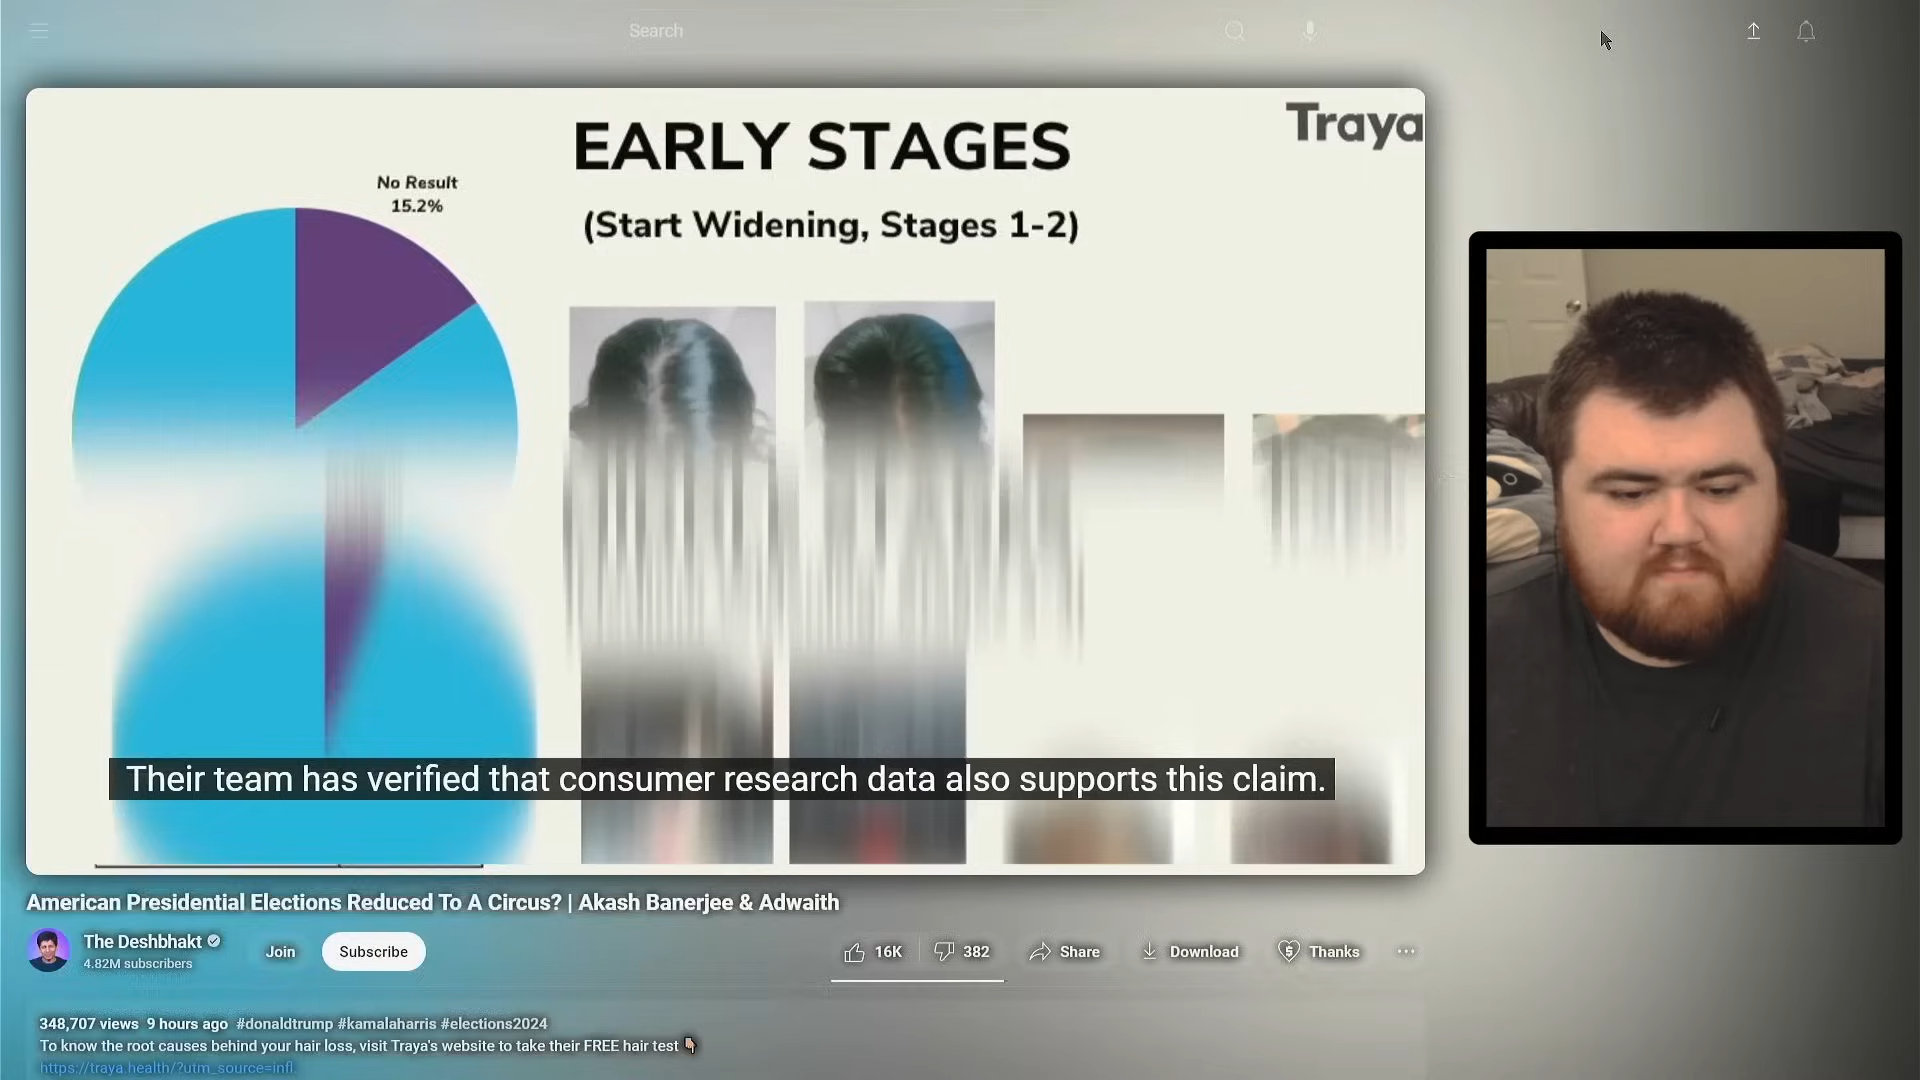 Search
Traya
EARLY STAGES
(Start Widening, Stages 1-2)
No Result
15.2%
Their team has verified that consumer research data also supports this claim.
American Presidential Elections Reduced To A Circus? | Akash Banerjee & Adwaith
The Deshbhakt
4.82M subscribers
Join
Subscribe
16K
382
Share
Download
Thanks
348,707 views 9 hours ago #donaldtrump #kamalaharris #elections2024
To know the root causes behind your hair loss, visit Traya's website to take their FREE hair test
https://traya.health/?utm_source=infl.